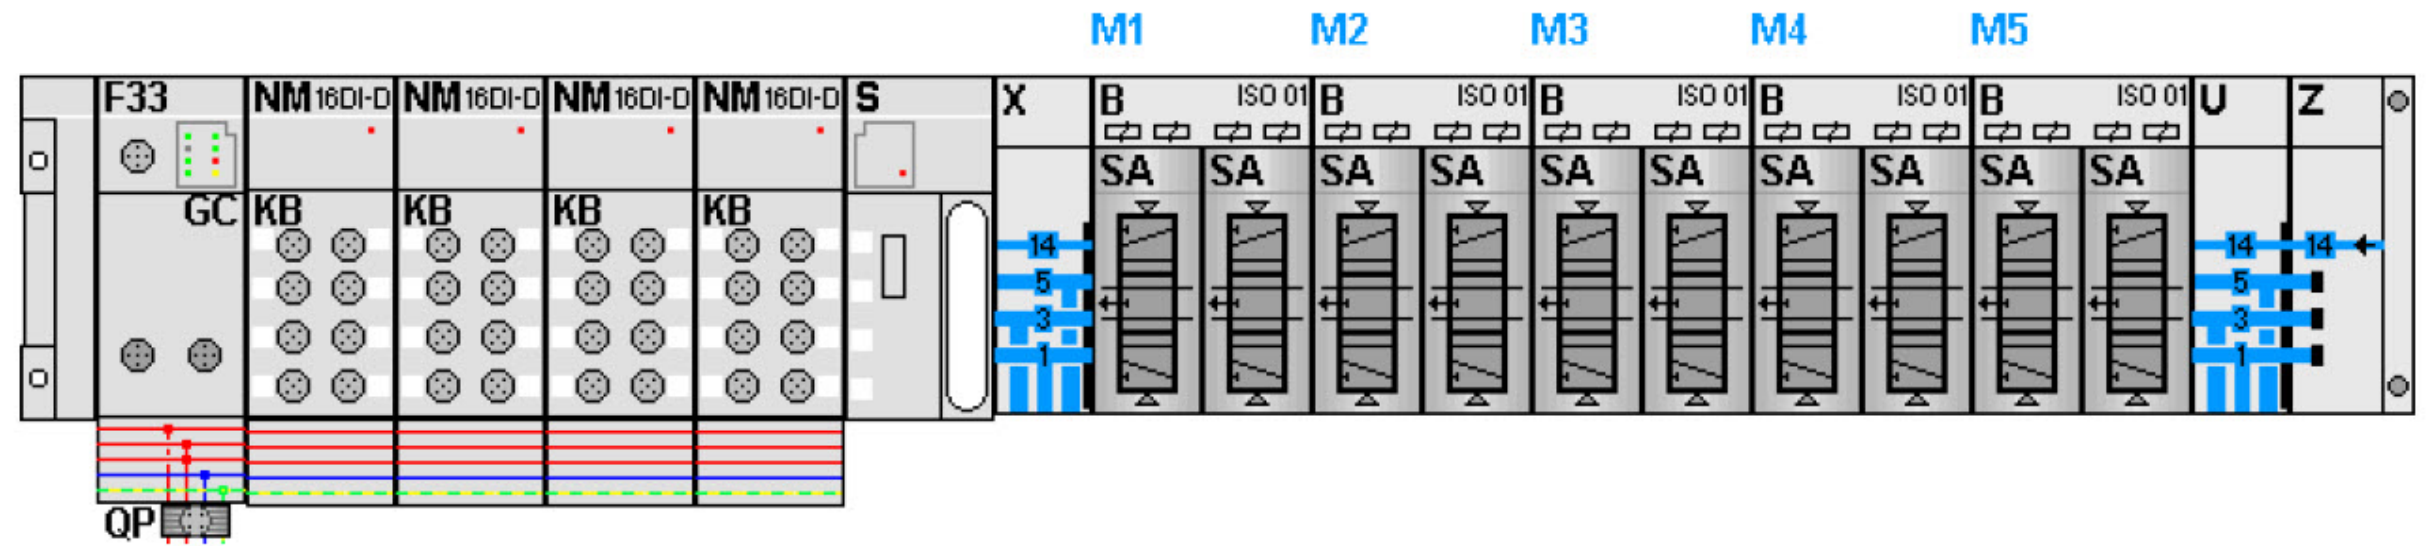 M1 M2 M3 M4 M5
F33 NM 16DI-D NM 16DI-D NM 16DI-D NM 16DI-D S X B ISO 01 B ISO 01 B ISO 01 B ISO 01 B ISO 01 U Z
SA SA SA SA SA SA SA SA SA SA
GC KB KB KB KB
14 14 14
5 5
3 3
1 1
QP